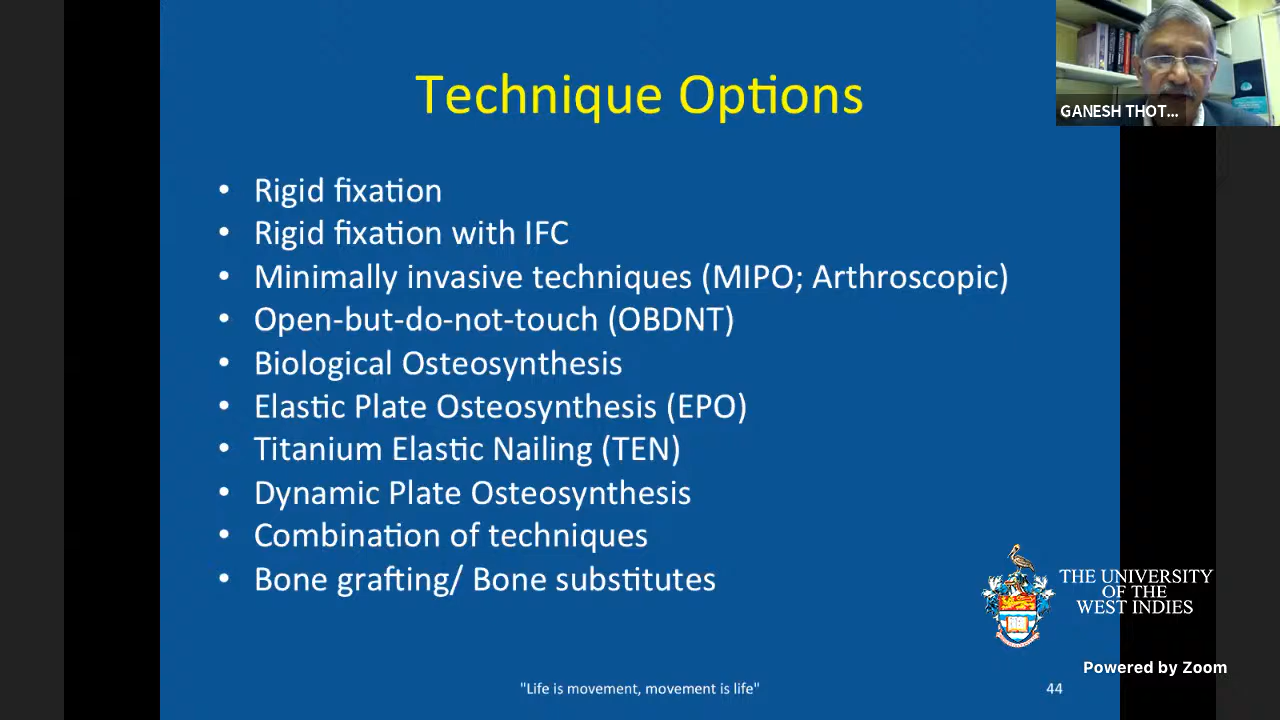 Technique Options
GANESH THOT...
• Rigid fixation
• Rigid fixation with IFC
• Minimally invasive techniques (MIPO; Arthroscopic)
• Open-but-do-not-touch (OBDNT)
• Biological Osteosynthesis
• Elastic Plate Osteosynthesis (EPO)
• Titanium Elastic Nailing (TEN)
• Dynamic Plate Osteosynthesis
• Combination of techniques
• Bone grafting/ Bone substitutes
THE UNIVERSITY
OF THE
WEST INDIES
Powered by Zoom
"Life is movement, movement is life"
44